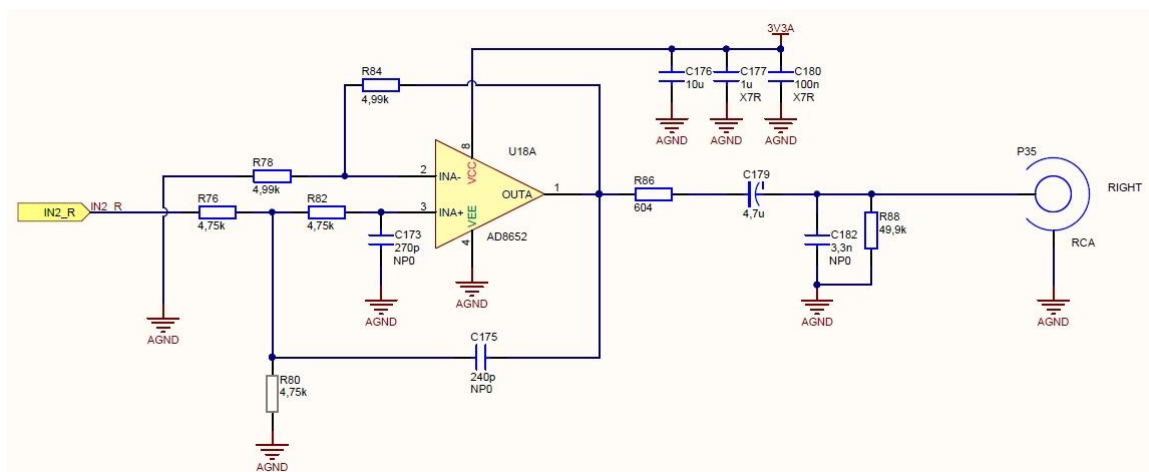 3V3A
C176
10u
C177
1u
X7R
C180
100n
X7R
AGND
AGND
AGND
R84
4,99k
U18A
8
VCC
R78
4,99k
2
INA-
OUTA
1
IN2_R
IN2_R
R76
4,75k
R82
4,75k
3
INA+
VEE
4
AD8652
C173
270p
NP0
AGND
AGND
AGND
R86
604
C179
4,7u
C182
3,3n
NP0
R88
49,9k
AGND
P35
RIGHT
RCA
AGND
C175
240p
NP0
R80
4,75k
AGND